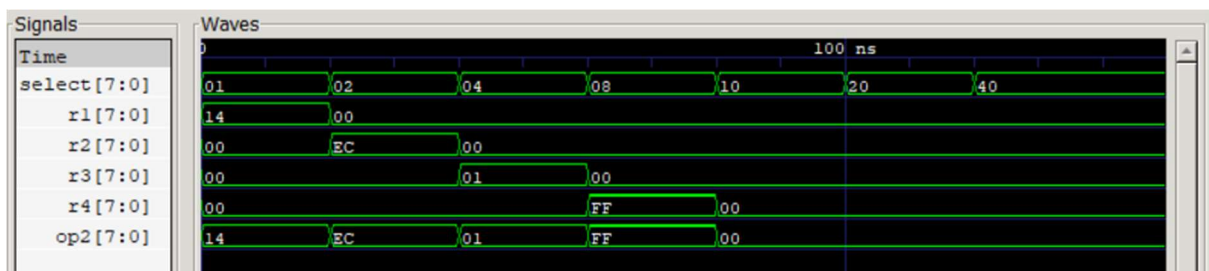 Signals Waves
Time 0 100 ns
select[7:0] 01 02 04 08 10 20 40
r1[7:0] 14 00
r2[7:0] 00 EC 00
r3[7:0] 00 01 00
r4[7:0] 00 FF 00
op2[7:0] 14 EC 01 FF 00